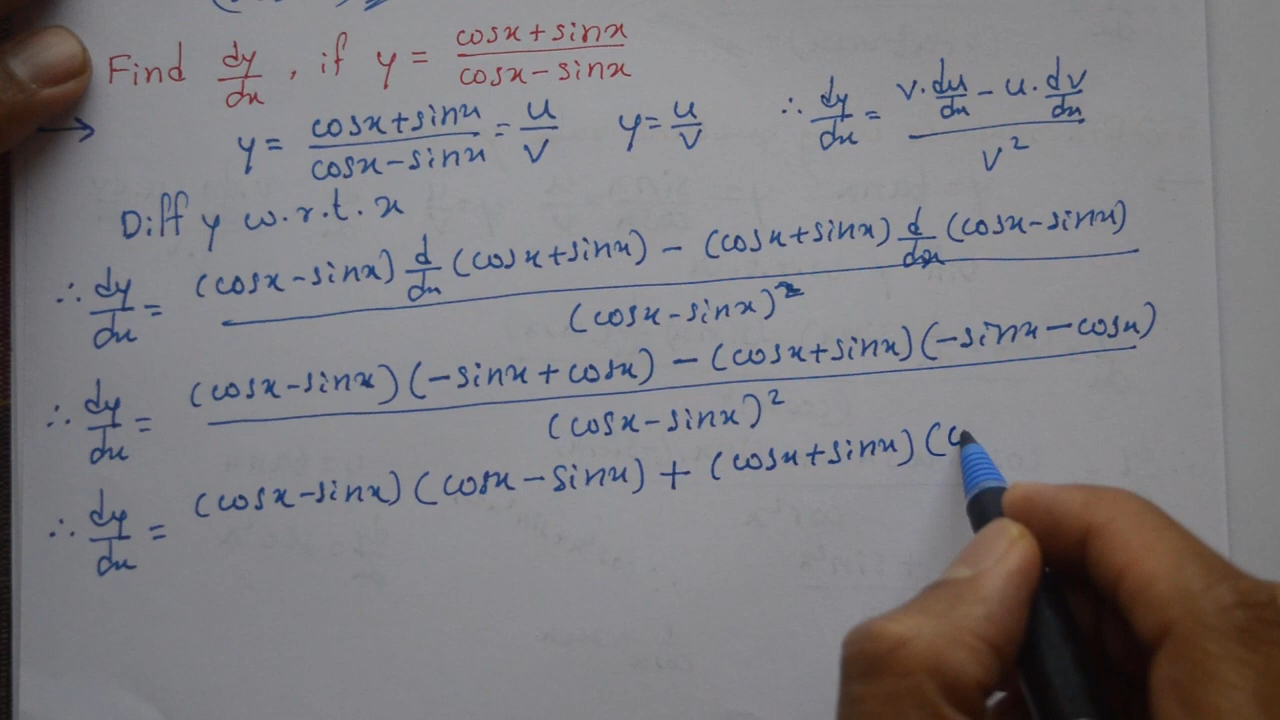 Find dy/dx, if y = (cosx+sinx)/(cosx-sinx)
y = (cosx+sinx)/(cosx-sinx) = u/v   y = u/v   ∴ dy/dx = (v·du/dx - u·dv/dx)/v²
Diff y w.r.t. x
∴ dy/dx = ((cosx-sinx) d/dx (cosx+sinx) - (cosx+sinx) d/dx (cosx-sinx))/(cosx-sinx)²
∴ dy/dx = ((cosx-sinx)(-sinx+cosx) - (cosx+sinx)(-sinx-cosx))/(cosx-sinx)²
∴ dy/dx = (cosx-sinx)(cosx-sinx) + (cosx+sinx)(c